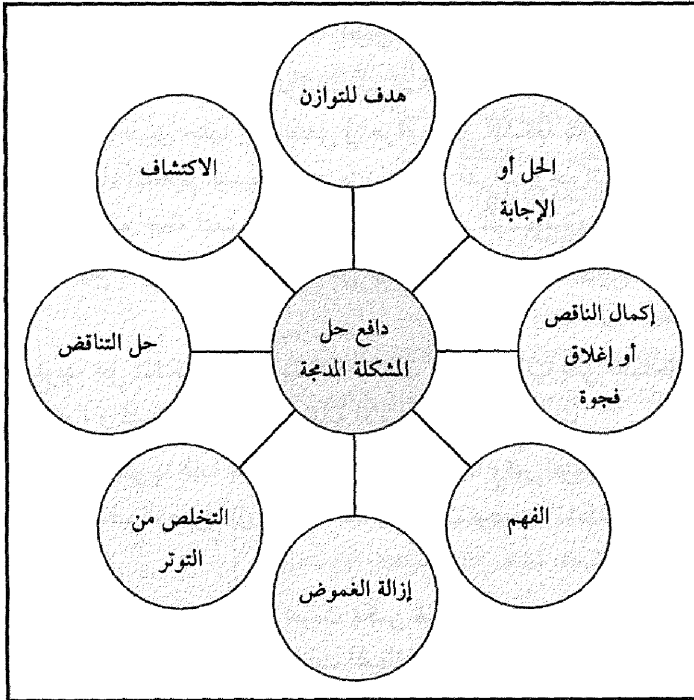 هدف للتوازن
الحل أو
الإجابة
الاكتشاف
إكمال الناقص
أو إغلاق
فجوة
دافع حل
المشكلة المدمجة
حل التناقض
الفهم
التخلص من
التوتر
إزالة الغموض